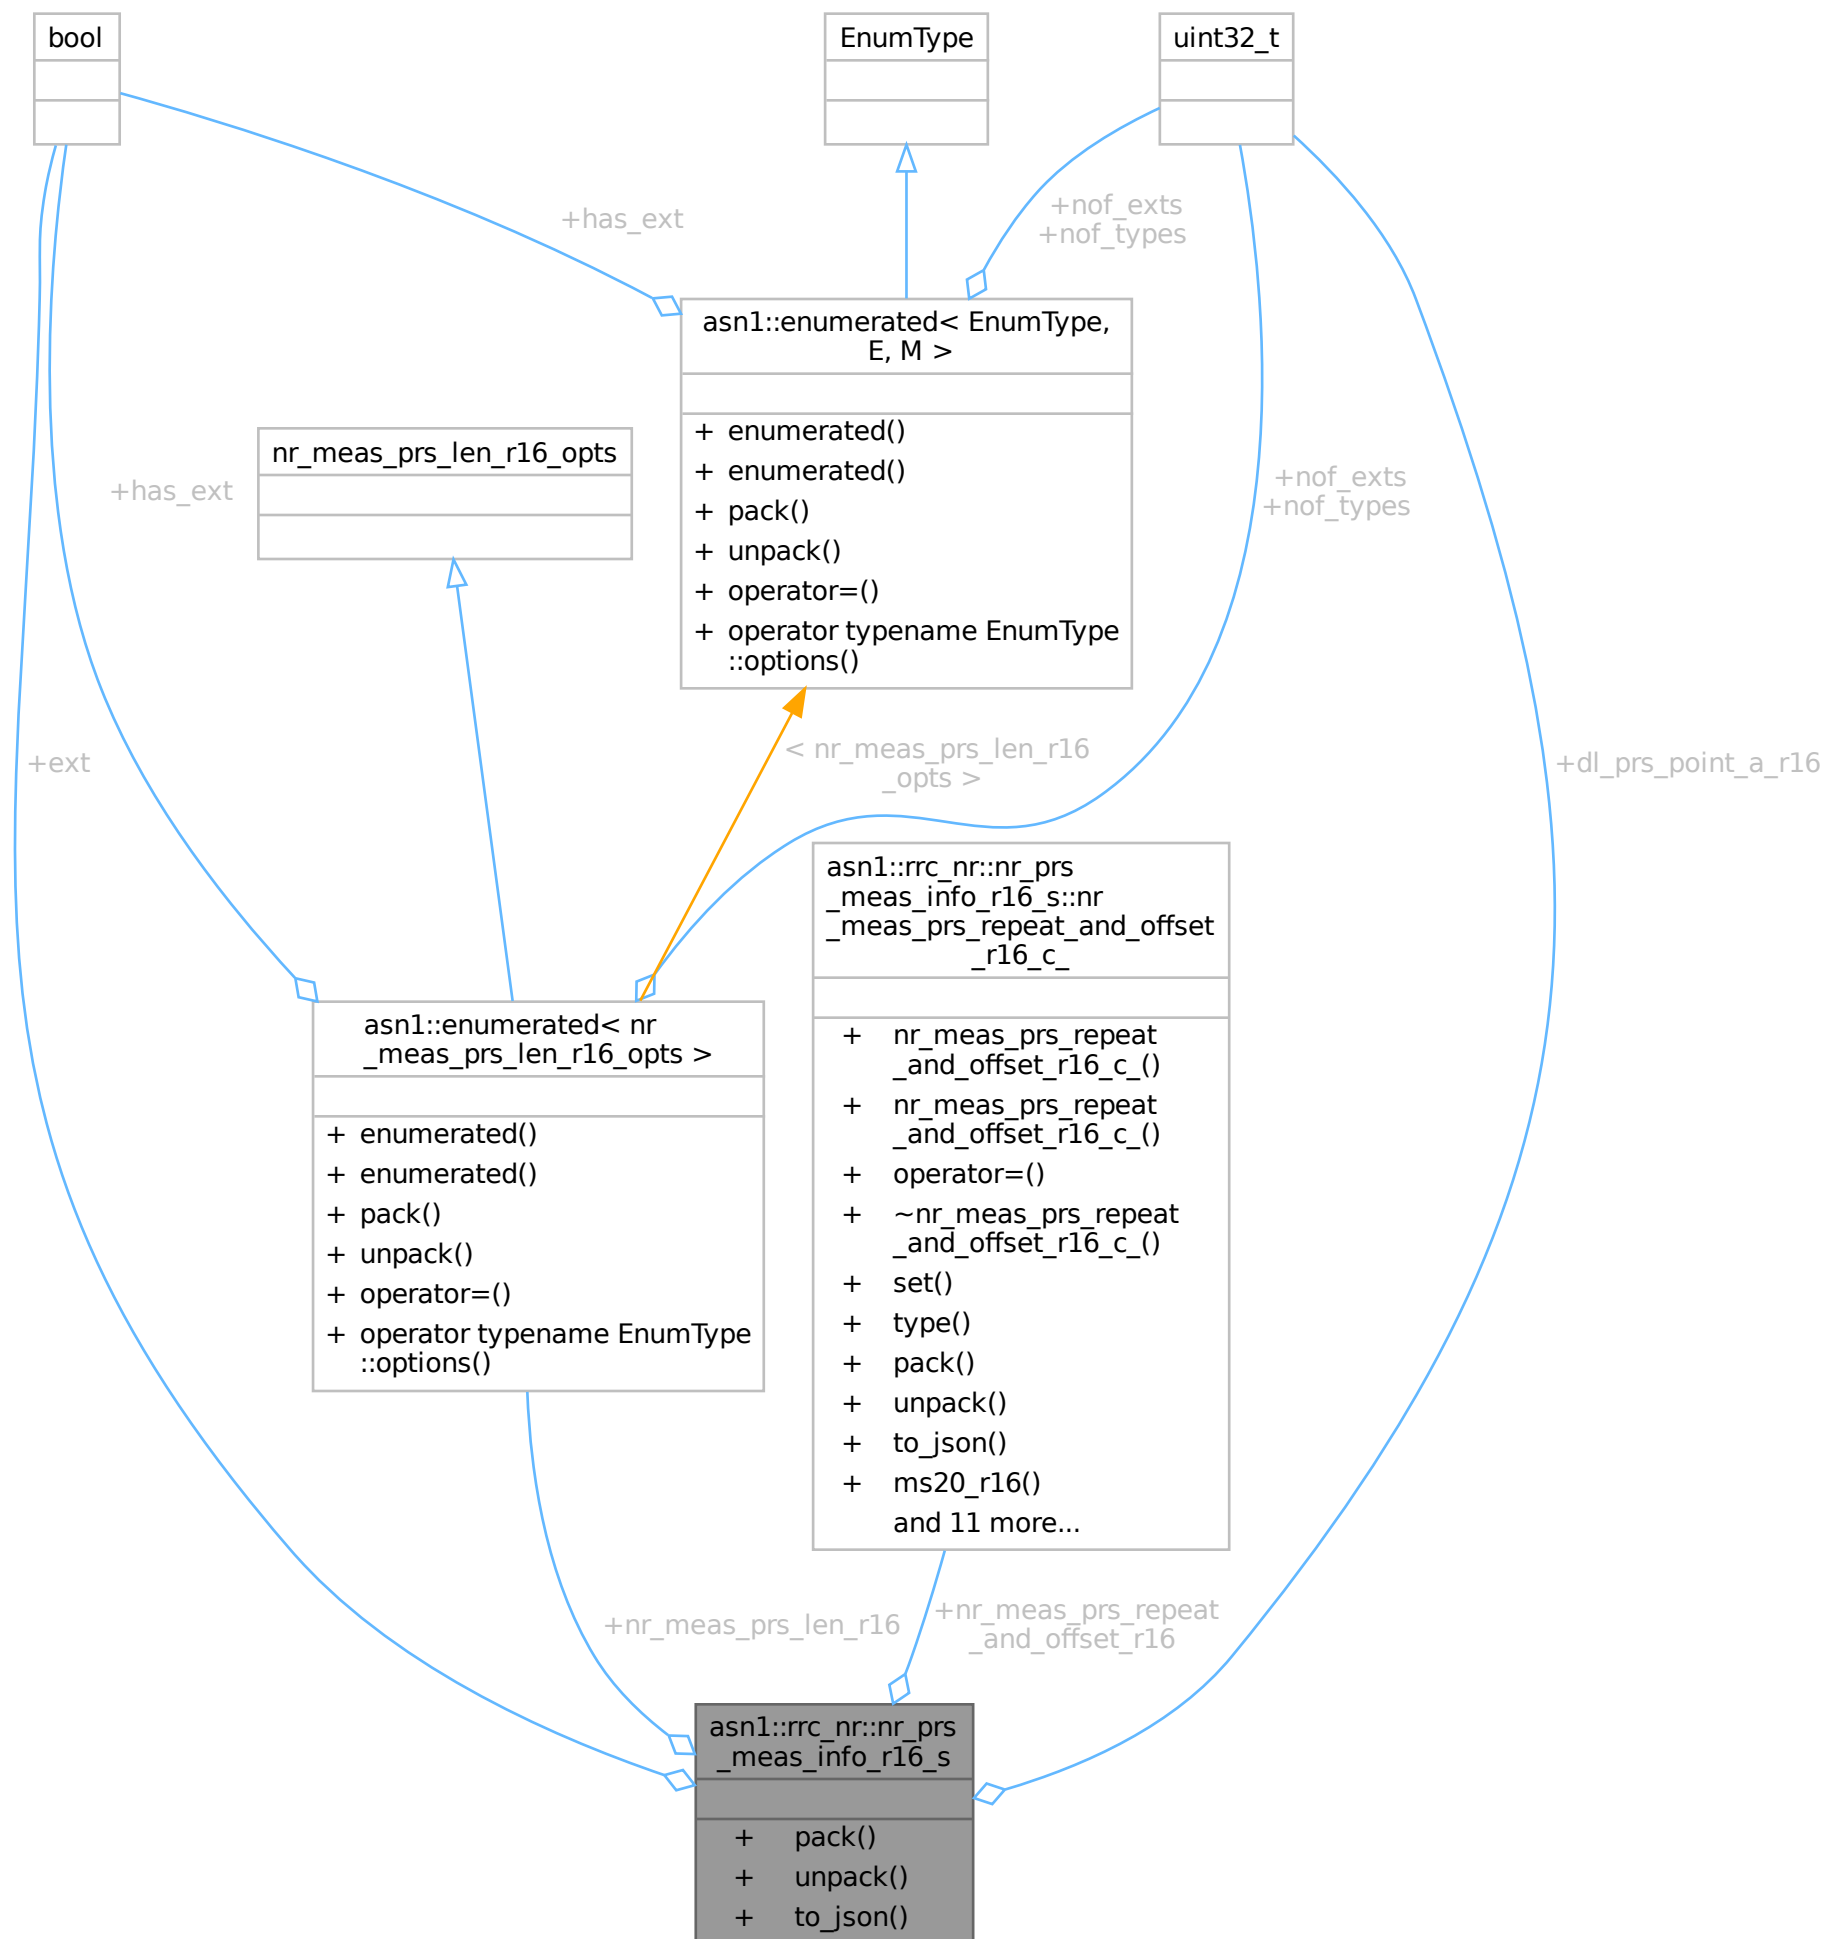 bool
EnumType
uint32_t
+has_ext
+nof_exts
+nof_types
asn1::enumerated< EnumType,
E, M >
+ enumerated()
+ enumerated()
+ pack()
+ unpack()
+ operator=()
+ operator typename EnumType
::options()
nr_meas_prs_len_r16_opts
+has_ext
+nof_exts
+nof_types
+ext
< nr_meas_prs_len_r16
_opts >
+dl_prs_point_a_r16
asn1::enumerated< nr
_meas_prs_len_r16_opts >
+ enumerated()
+ enumerated()
+ pack()
+ unpack()
+ operator=()
+ operator typename EnumType
::options()
asn1::rrc_nr::nr_prs
_meas_info_r16_s::nr
_meas_prs_repeat_and_offset
_r16_c_
+ nr_meas_prs_repeat
_and_offset_r16_c_()
+ nr_meas_prs_repeat
_and_offset_r16_c_()
+ operator=()
+ ~nr_meas_prs_repeat
_and_offset_r16_c_()
+ set()
+ type()
+ pack()
+ unpack()
+ to_json()
+ ms20_r16()
and 11 more...
+nr_meas_prs_len_r16
+nr_meas_prs_repeat
_and_offset_r16
asn1::rrc_nr::nr_prs
_meas_info_r16_s
+ pack()
+ unpack()
+ to_json()